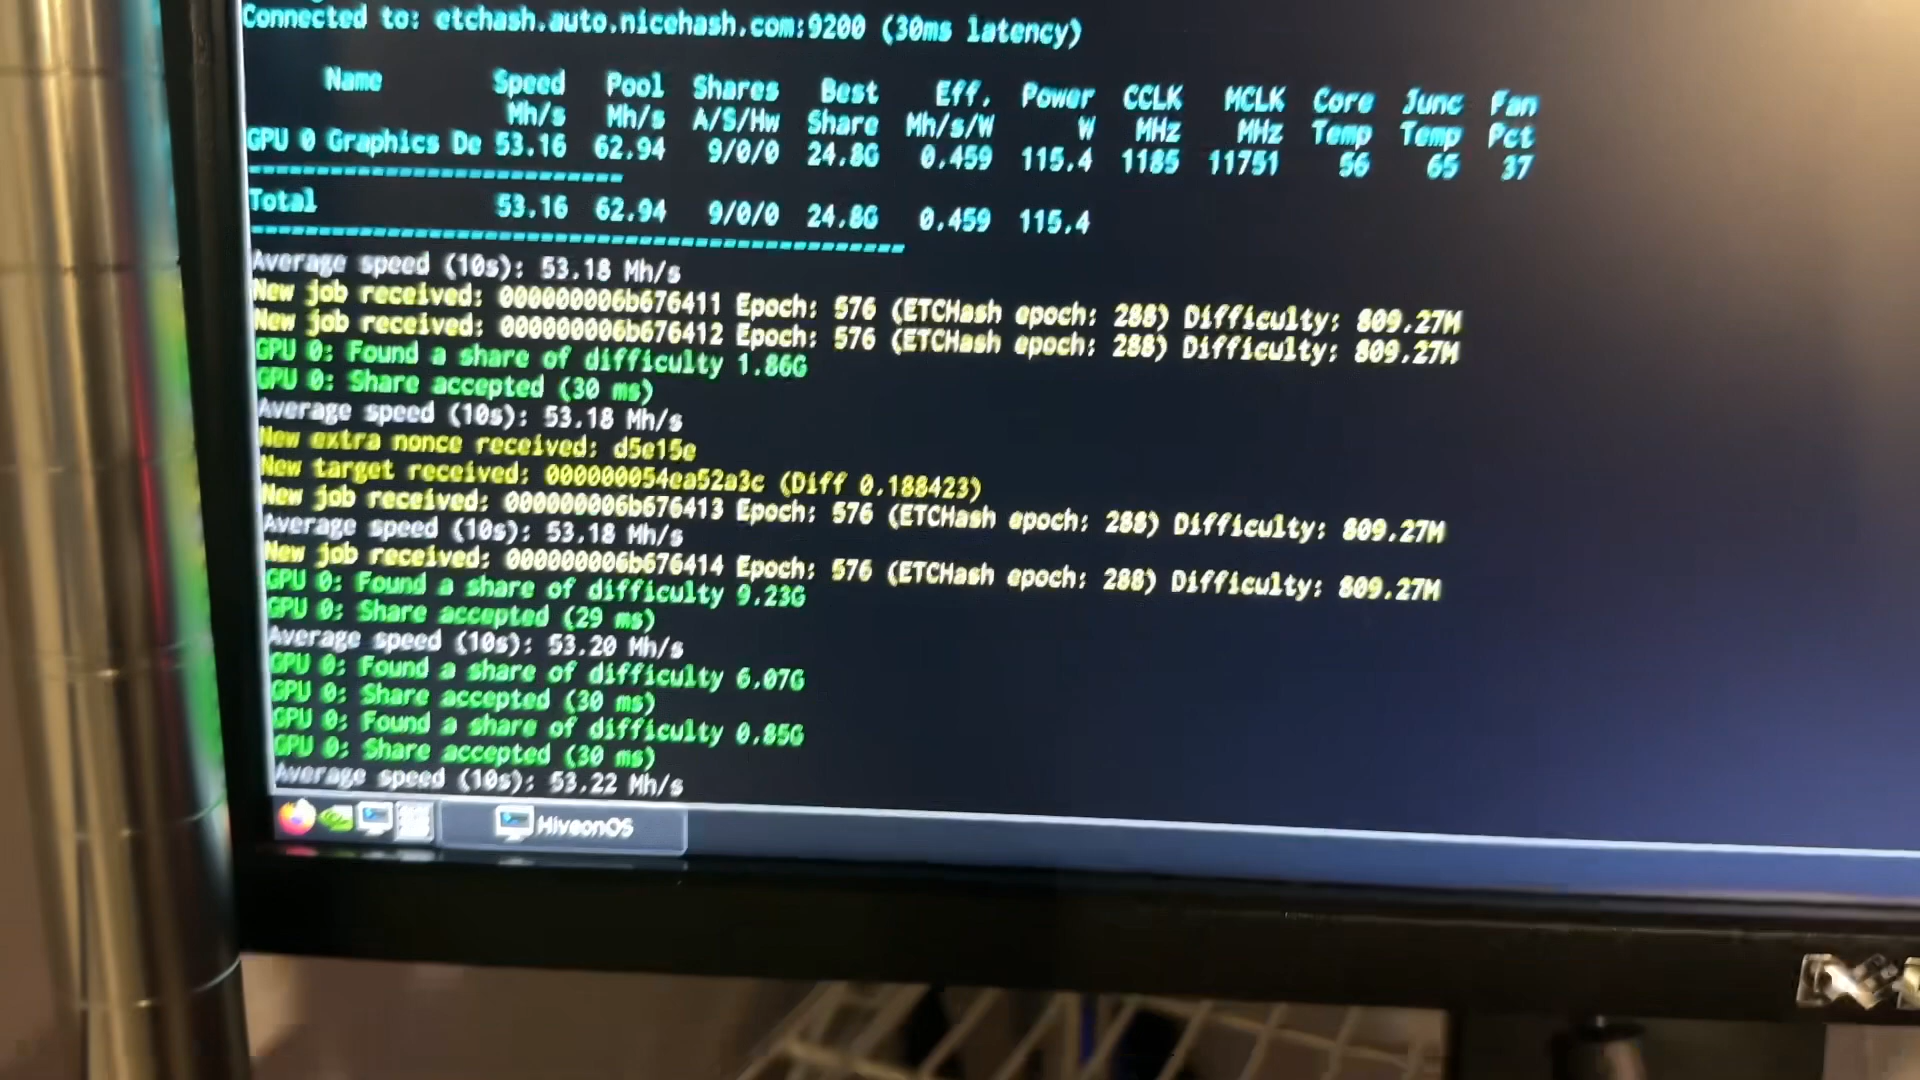 Connected to: etchash.auto.nicehash.com:9200 (30ms latency)
Name Speed Pool Shares Best Eff. Power CCLK MCLK Core Junc Fan
Mh/s Mh/s A/S/Hw Share Mh/s/W W MHz MHz Temp Temp Pct
GPU 0 Graphics De 53.16 62.94 9/0/0 24.8G 0.459 115.4 1185 11751 56 65 37
Total 53.16 62.94 9/0/0 24.8G 0.459 115.4
Average speed (10s): 53.18 Mh/s
New job received: 000000006b676411 Epoch: 576 (ETCHash epoch: 288) Difficulty: 809.27M
New job received: 000000006b676412 Epoch: 576 (ETCHash epoch: 288) Difficulty: 809.27M
GPU 0: Found a share of difficulty 1.86G
GPU 0: Share accepted (30 ms)
Average speed (10s): 53.18 Mh/s
New extra nonce received: d5e15e
New target received: 000000054ea52a3c (Diff 0.188423)
New job received: 000000006b676413 Epoch: 576 (ETCHash epoch: 288) Difficulty: 809.27M
Average speed (10s): 53.18 Mh/s
New job received: 000000006b676414 Epoch: 576 (ETCHash epoch: 288) Difficulty: 809.27M
GPU 0: Found a share of difficulty 9.23G
GPU 0: Share accepted (29 ms)
Average speed (10s): 53.20 Mh/s
GPU 0: Found a share of difficulty 6.07G
GPU 0: Share accepted (30 ms)
GPU 0: Found a share of difficulty 0.85G
GPU 0: Share accepted (30 ms)
Average speed (10s): 53.22 Mh/s
HiveonOS